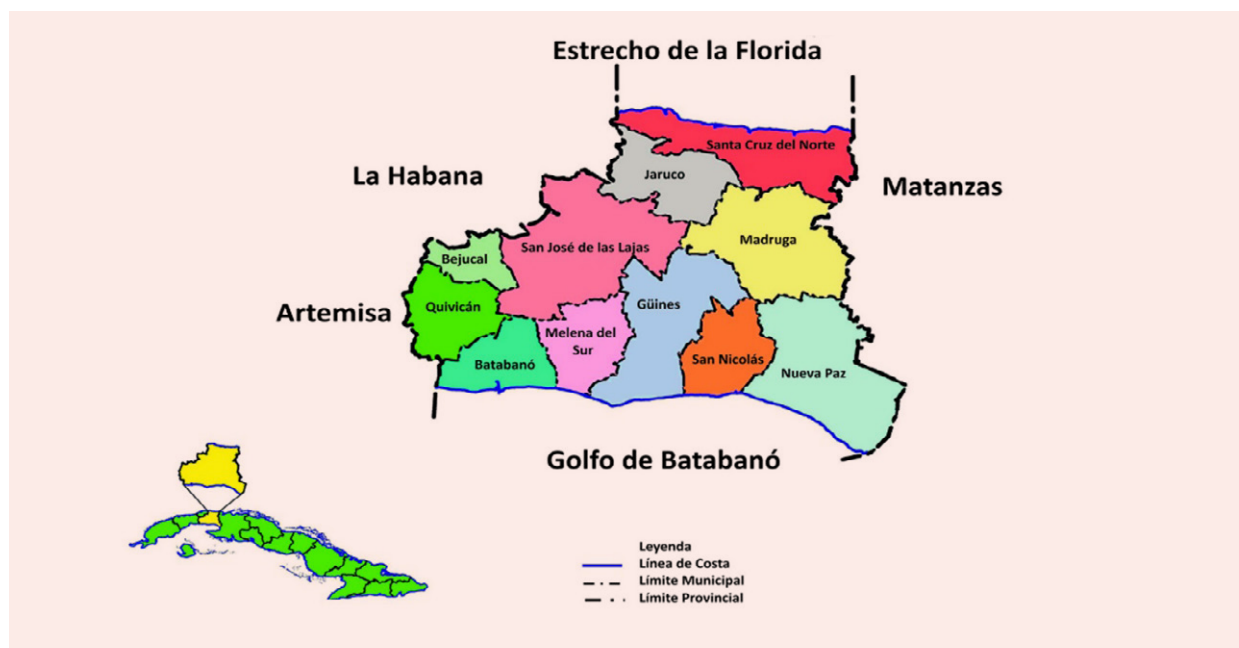 Estrecho de la Florida
Santa Cruz del Norte
La Habana
Jaruco
Matanzas
Madruga
San José de las Lajas
Bejucal
Artemisa
Quivicán
Güines
Melena del
Sur
Batabanó
San Nicolás
Nueva Paz
Golfo de Batabanó
Leyenda
Línea de Costa
Límite Municipal
Límite Provincial